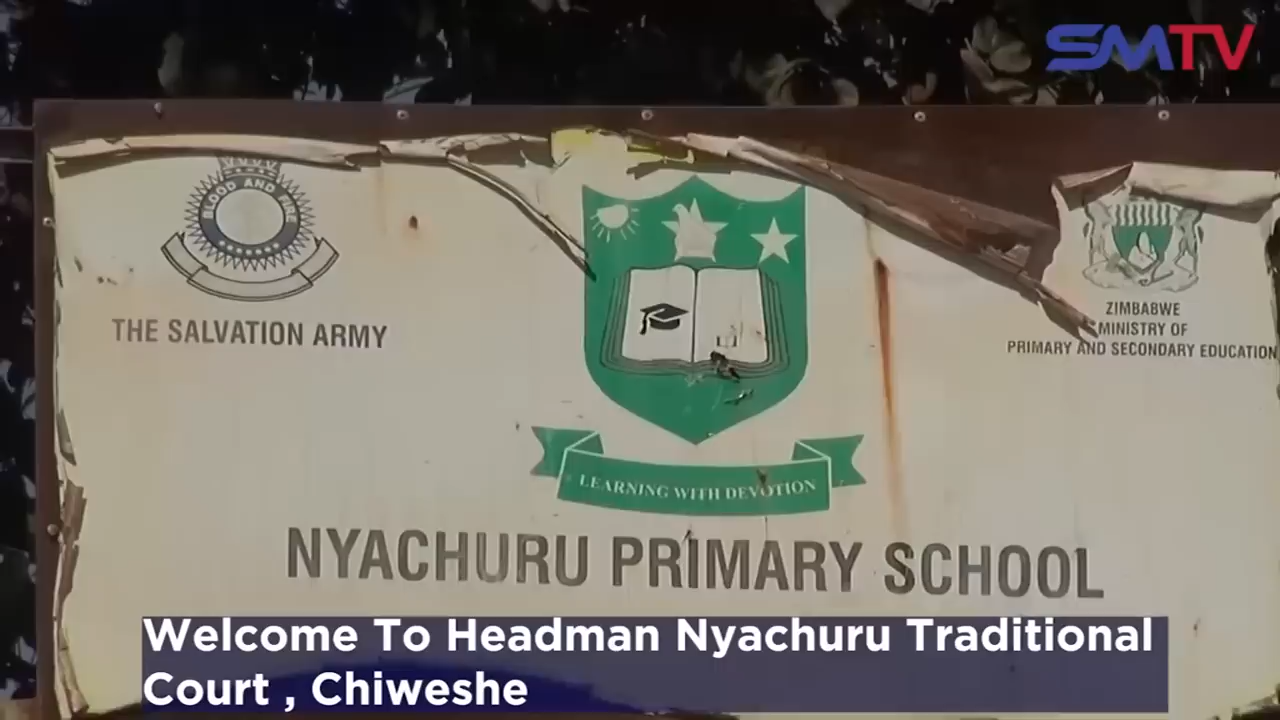 SMTV
BLOOD AND FIRE
THE SALVATION ARMY
ZIMBABWE
MINISTRY OF
PRIMARY AND SECONDARY EDUCATION
LEARNING WITH DEVOTION
NYACHURU PRIMARY SCHOOL
Welcome To Headman Nyachuru Traditional
Court , Chiweshe